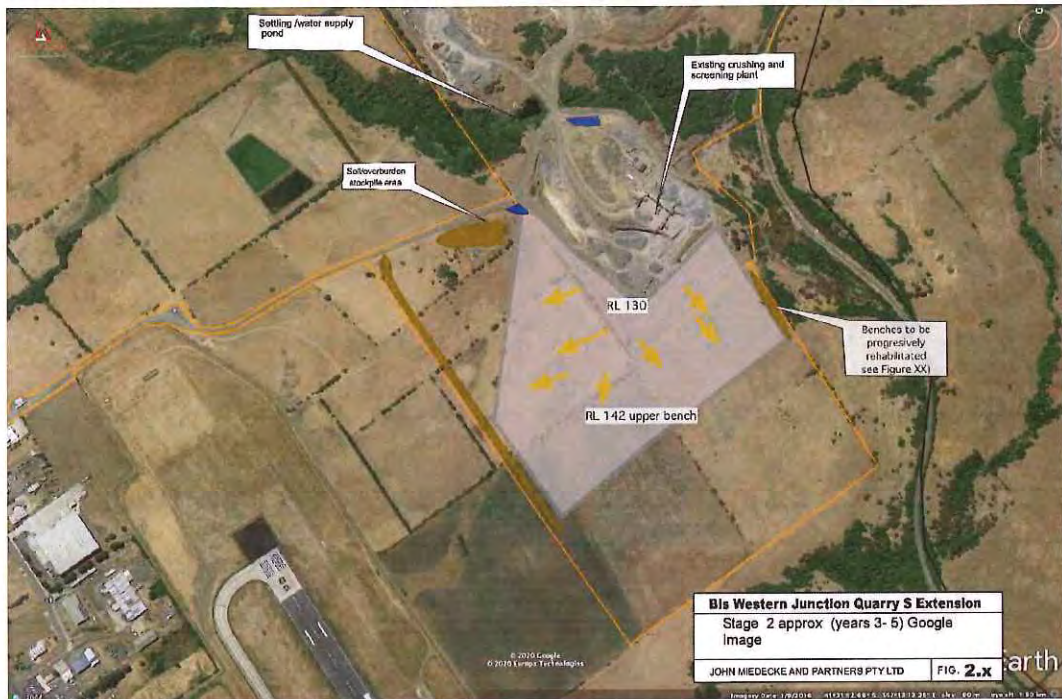 Settling /water supply
pond
Existing crushing and
screening plant
Soil/overburden
stockpile area
RL 130
Benches to be
progresively
rehabilitated
see Figure XX)
RL 142 upper bench
Bis Western Junction Quarry S Extension
Stage 2 approx (years 3- 5) Google
Image
JOHN MIEDECKE AND PARTNERS PTY LTD
FIG. 2.x
© 2020 Google
© 2020 Europa Technologies
earth